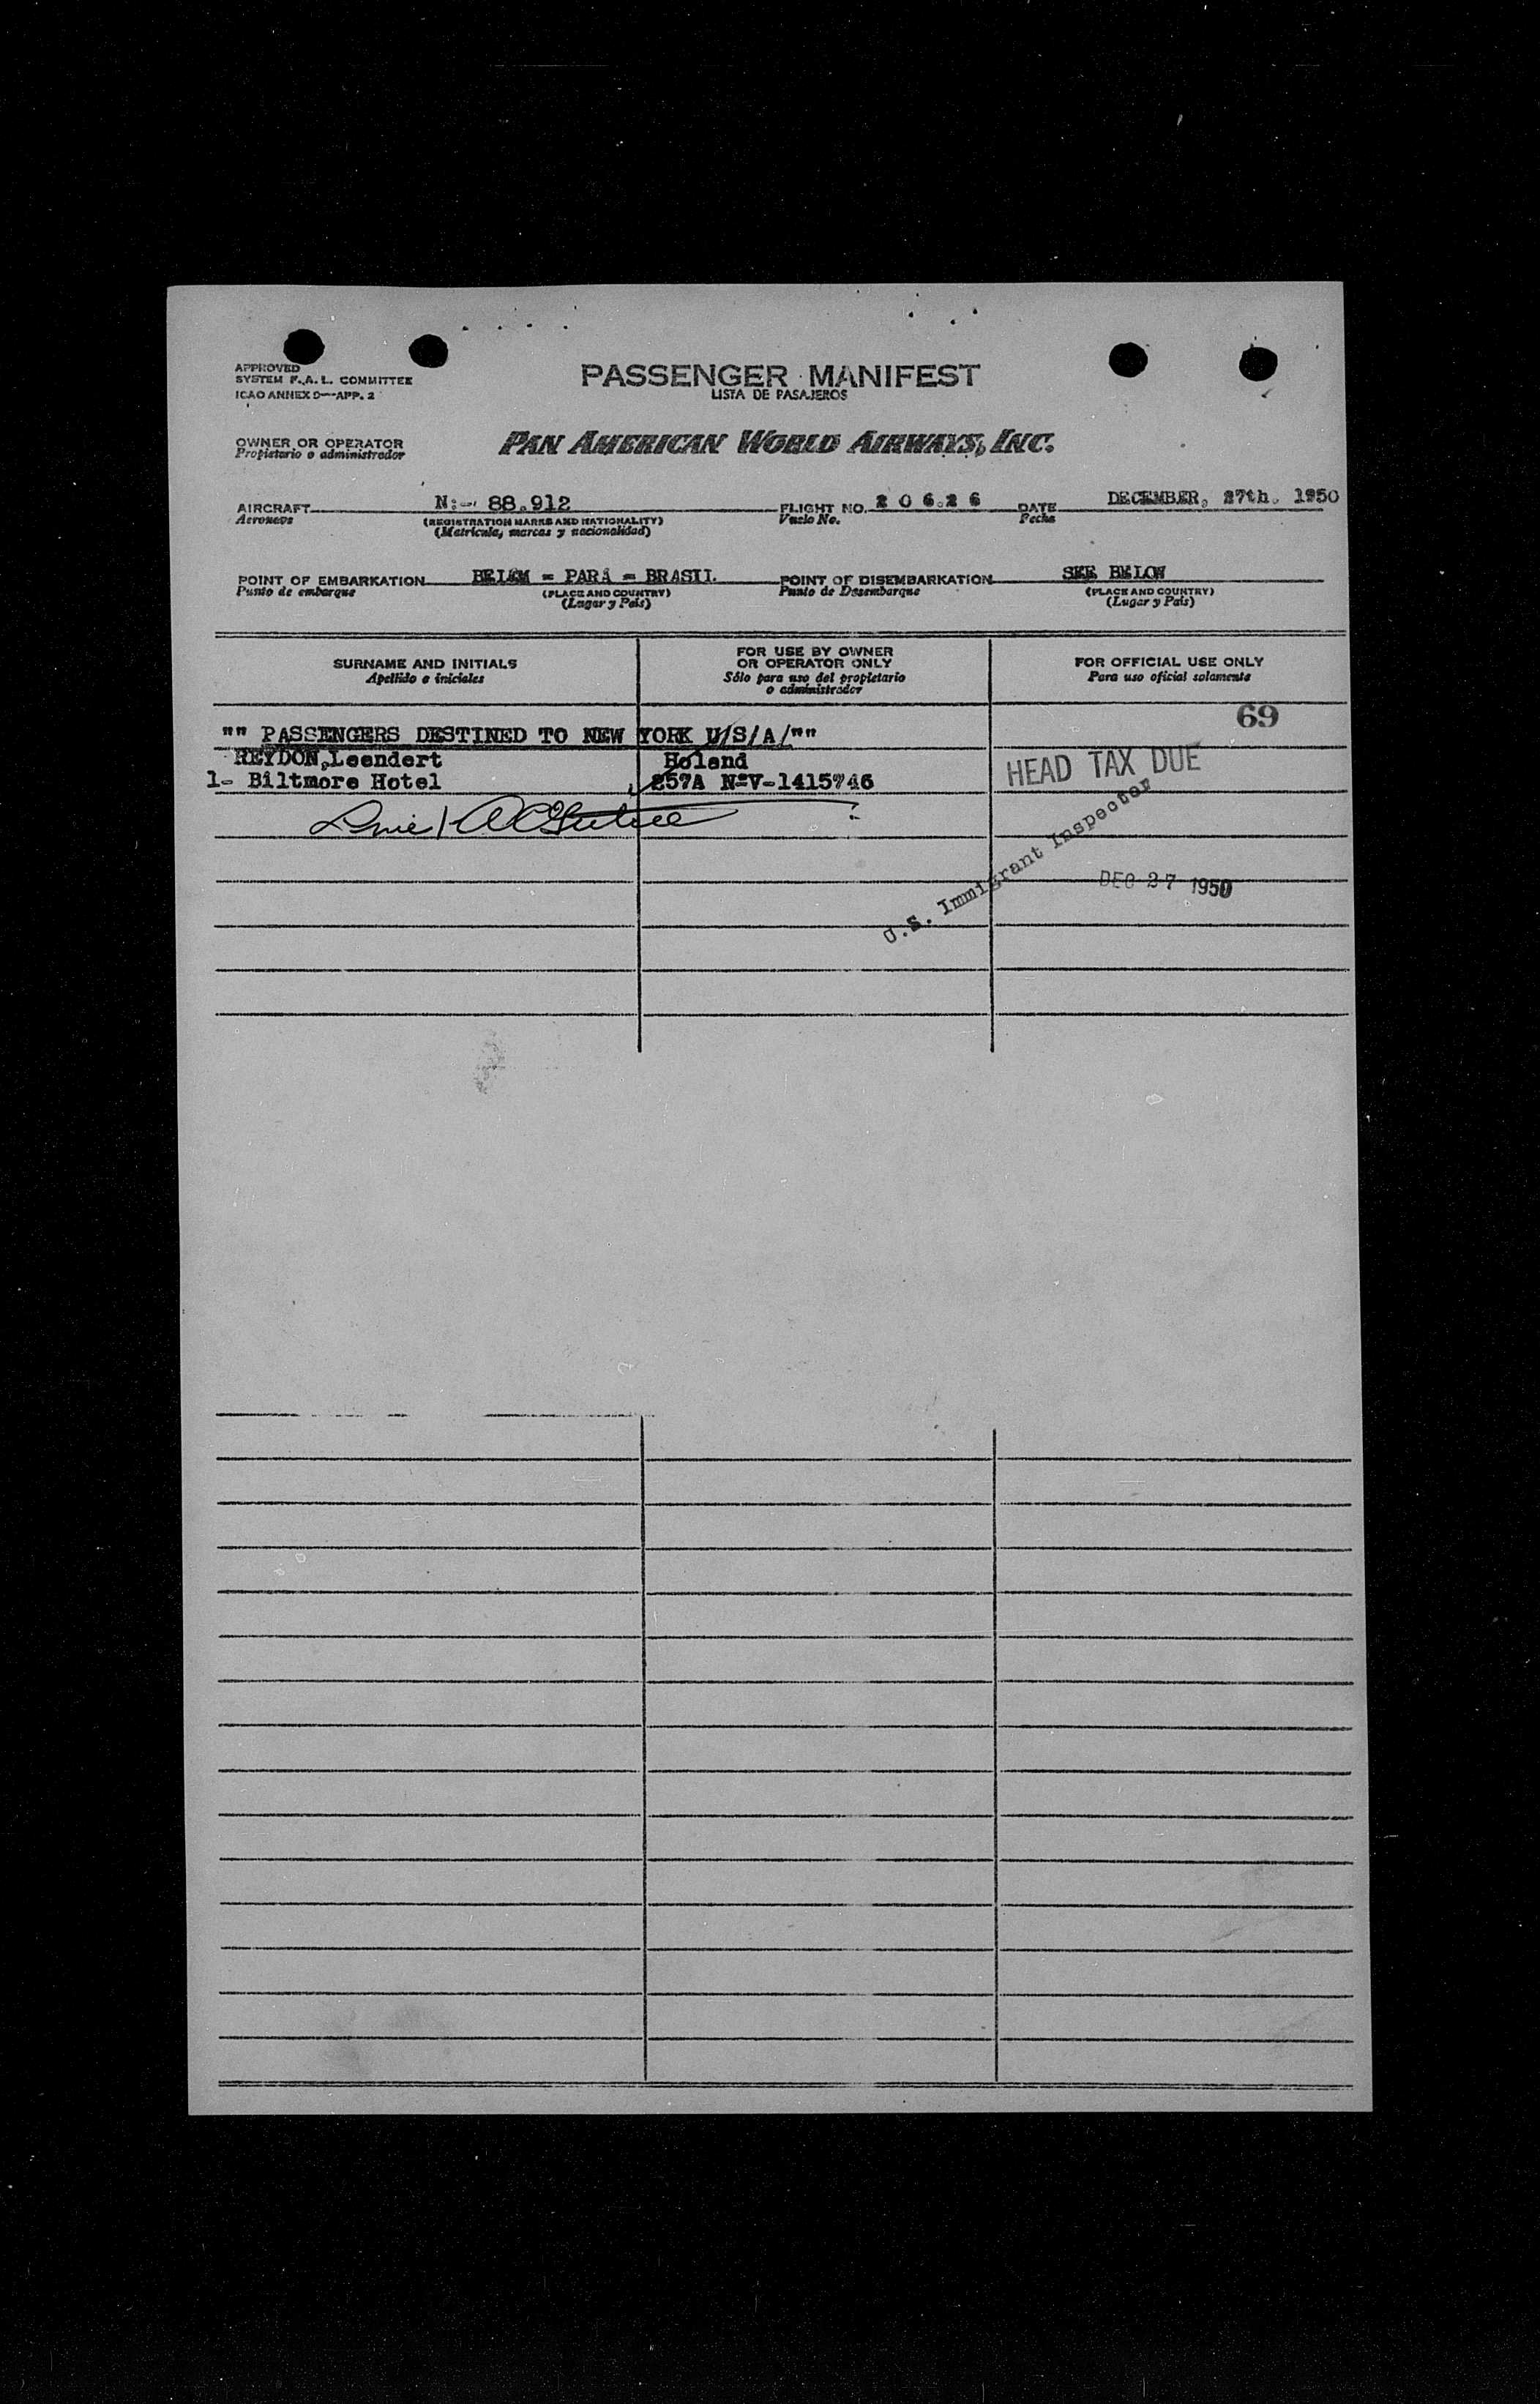 APPROVED
SYSTEM F.A.L. COMMITTEE
ICAO ANNEX 9—APP. 2
PASSENGER MANIFEST
LISTA DE PASAJEROS
OWNER OR OPERATOR
Propietario o administrador
PAN AMERICAN WORLD AIRWAYS, INC.
AIRCRAFT N:- 88.912 FLIGHT NO. 2 0 6.2 6 DATE DECEMBER, 27th. 1950
Aeronave (REGISTRATION MARKS AND NATIONALITY) Vuelo No. Fecha
(Matrícula, marcas y nacionalidad)
POINT OF EMBARKATION BELÉM = PARÁ = BRASIL POINT OF DISEMBARKATION SEE BELOW
Punto de embarque (PLACE AND COUNTRY) Punto de Desembarque (PLACE AND COUNTRY)
(Lugar y País) (Lugar y País)
SURNAME AND INITIALS
Apellido e iniciales
FOR USE BY OWNER
OR OPERATOR ONLY
Sólo para uso del propietario
o administrador
FOR OFFICIAL USE ONLY
Para uso oficial solamente
69
"" PASSENGERS DESTINED TO NEW YORK U/S/A/""
REYDON, Leendert Holand
1- Biltmore Hotel 257A NºV-1415746
HEAD TAX DUE
U.S. Immigrant Inspector
DEC 27 1950